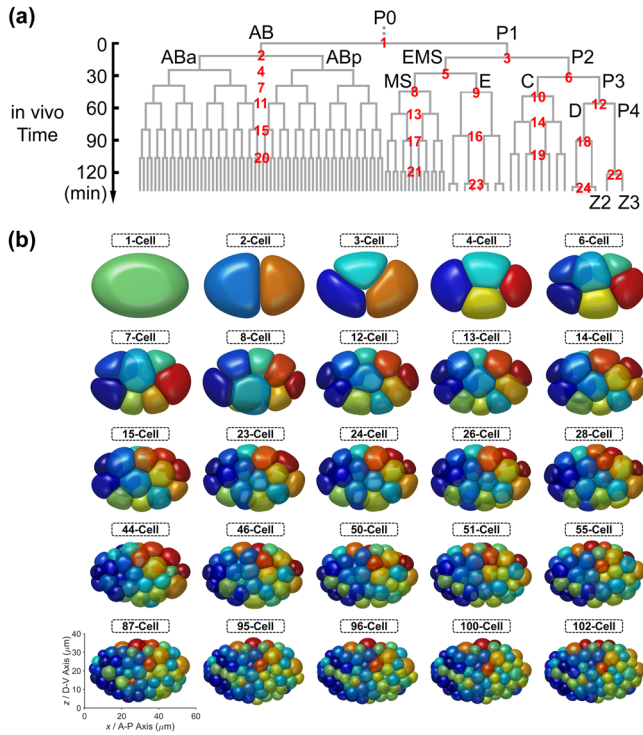 (a)
P0
AB 1 P1
0
ABa 2 ABp EMS 3 P2
30 4 MS 5 E C 6 P3
7 8 9 10 D 12 P4
in vivo 60 11 13 14
Time 90 15 17 16 19 18
120 20 21 23 22
(min) 24 Z2 Z3
(b)
1-Cell 2-Cell 3-Cell 4-Cell 6-Cell
7-Cell 8-Cell 12-Cell 13-Cell 14-Cell
15-Cell 23-Cell 24-Cell 26-Cell 28-Cell
44-Cell 46-Cell 50-Cell 51-Cell 55-Cell
87-Cell 95-Cell 96-Cell 100-Cell 102-Cell
z / D-V Axis (μm)
40
30
20
10
0
0 20 40 60
x / A-P Axis (μm)